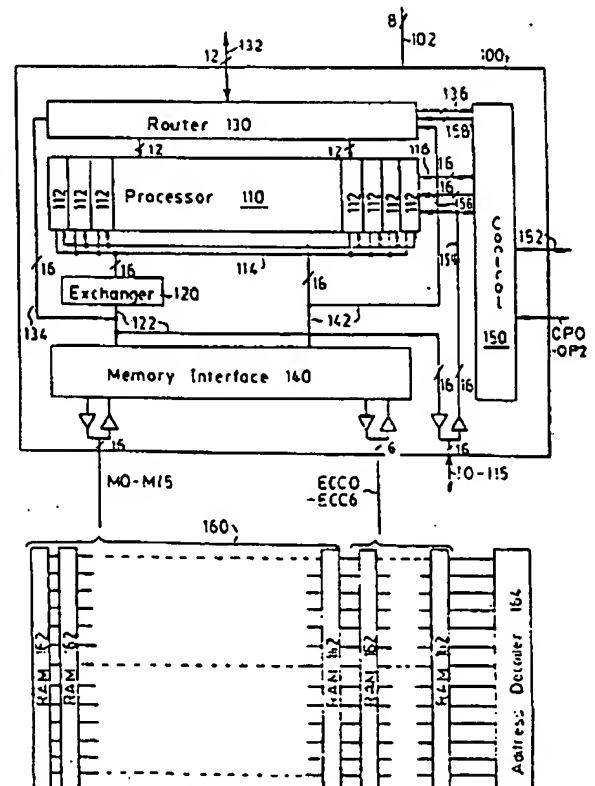 8
102
132
12
100
136
Router 130
158
12
12
116
16
112
112
112
Processor 110
112
112
112
112
16
156
154
Control
150
152
16
114
16
Exchanger 120
134
122
142
CP0
-OP2
Memory Interface 140
16
16
16
6
16
M0-M15
ECC0
-ECC6
I0-I15
160
RAM 162
RAM 162
RAM 162
RAM 162
RAM 162
Address Decoder 164